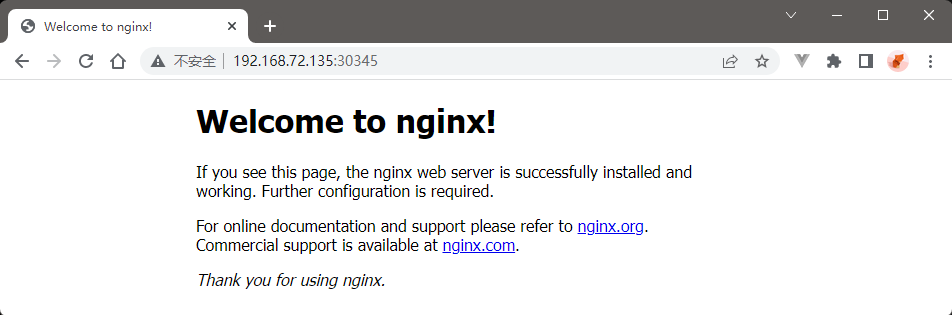 Welcome to nginx!
不安全 192.168.72.135:30345
Welcome to nginx!
If you see this page, the nginx web server is successfully installed and
working. Further configuration is required.
For online documentation and support please refer to nginx.org.
Commercial support is available at nginx.com.
Thank you for using nginx.